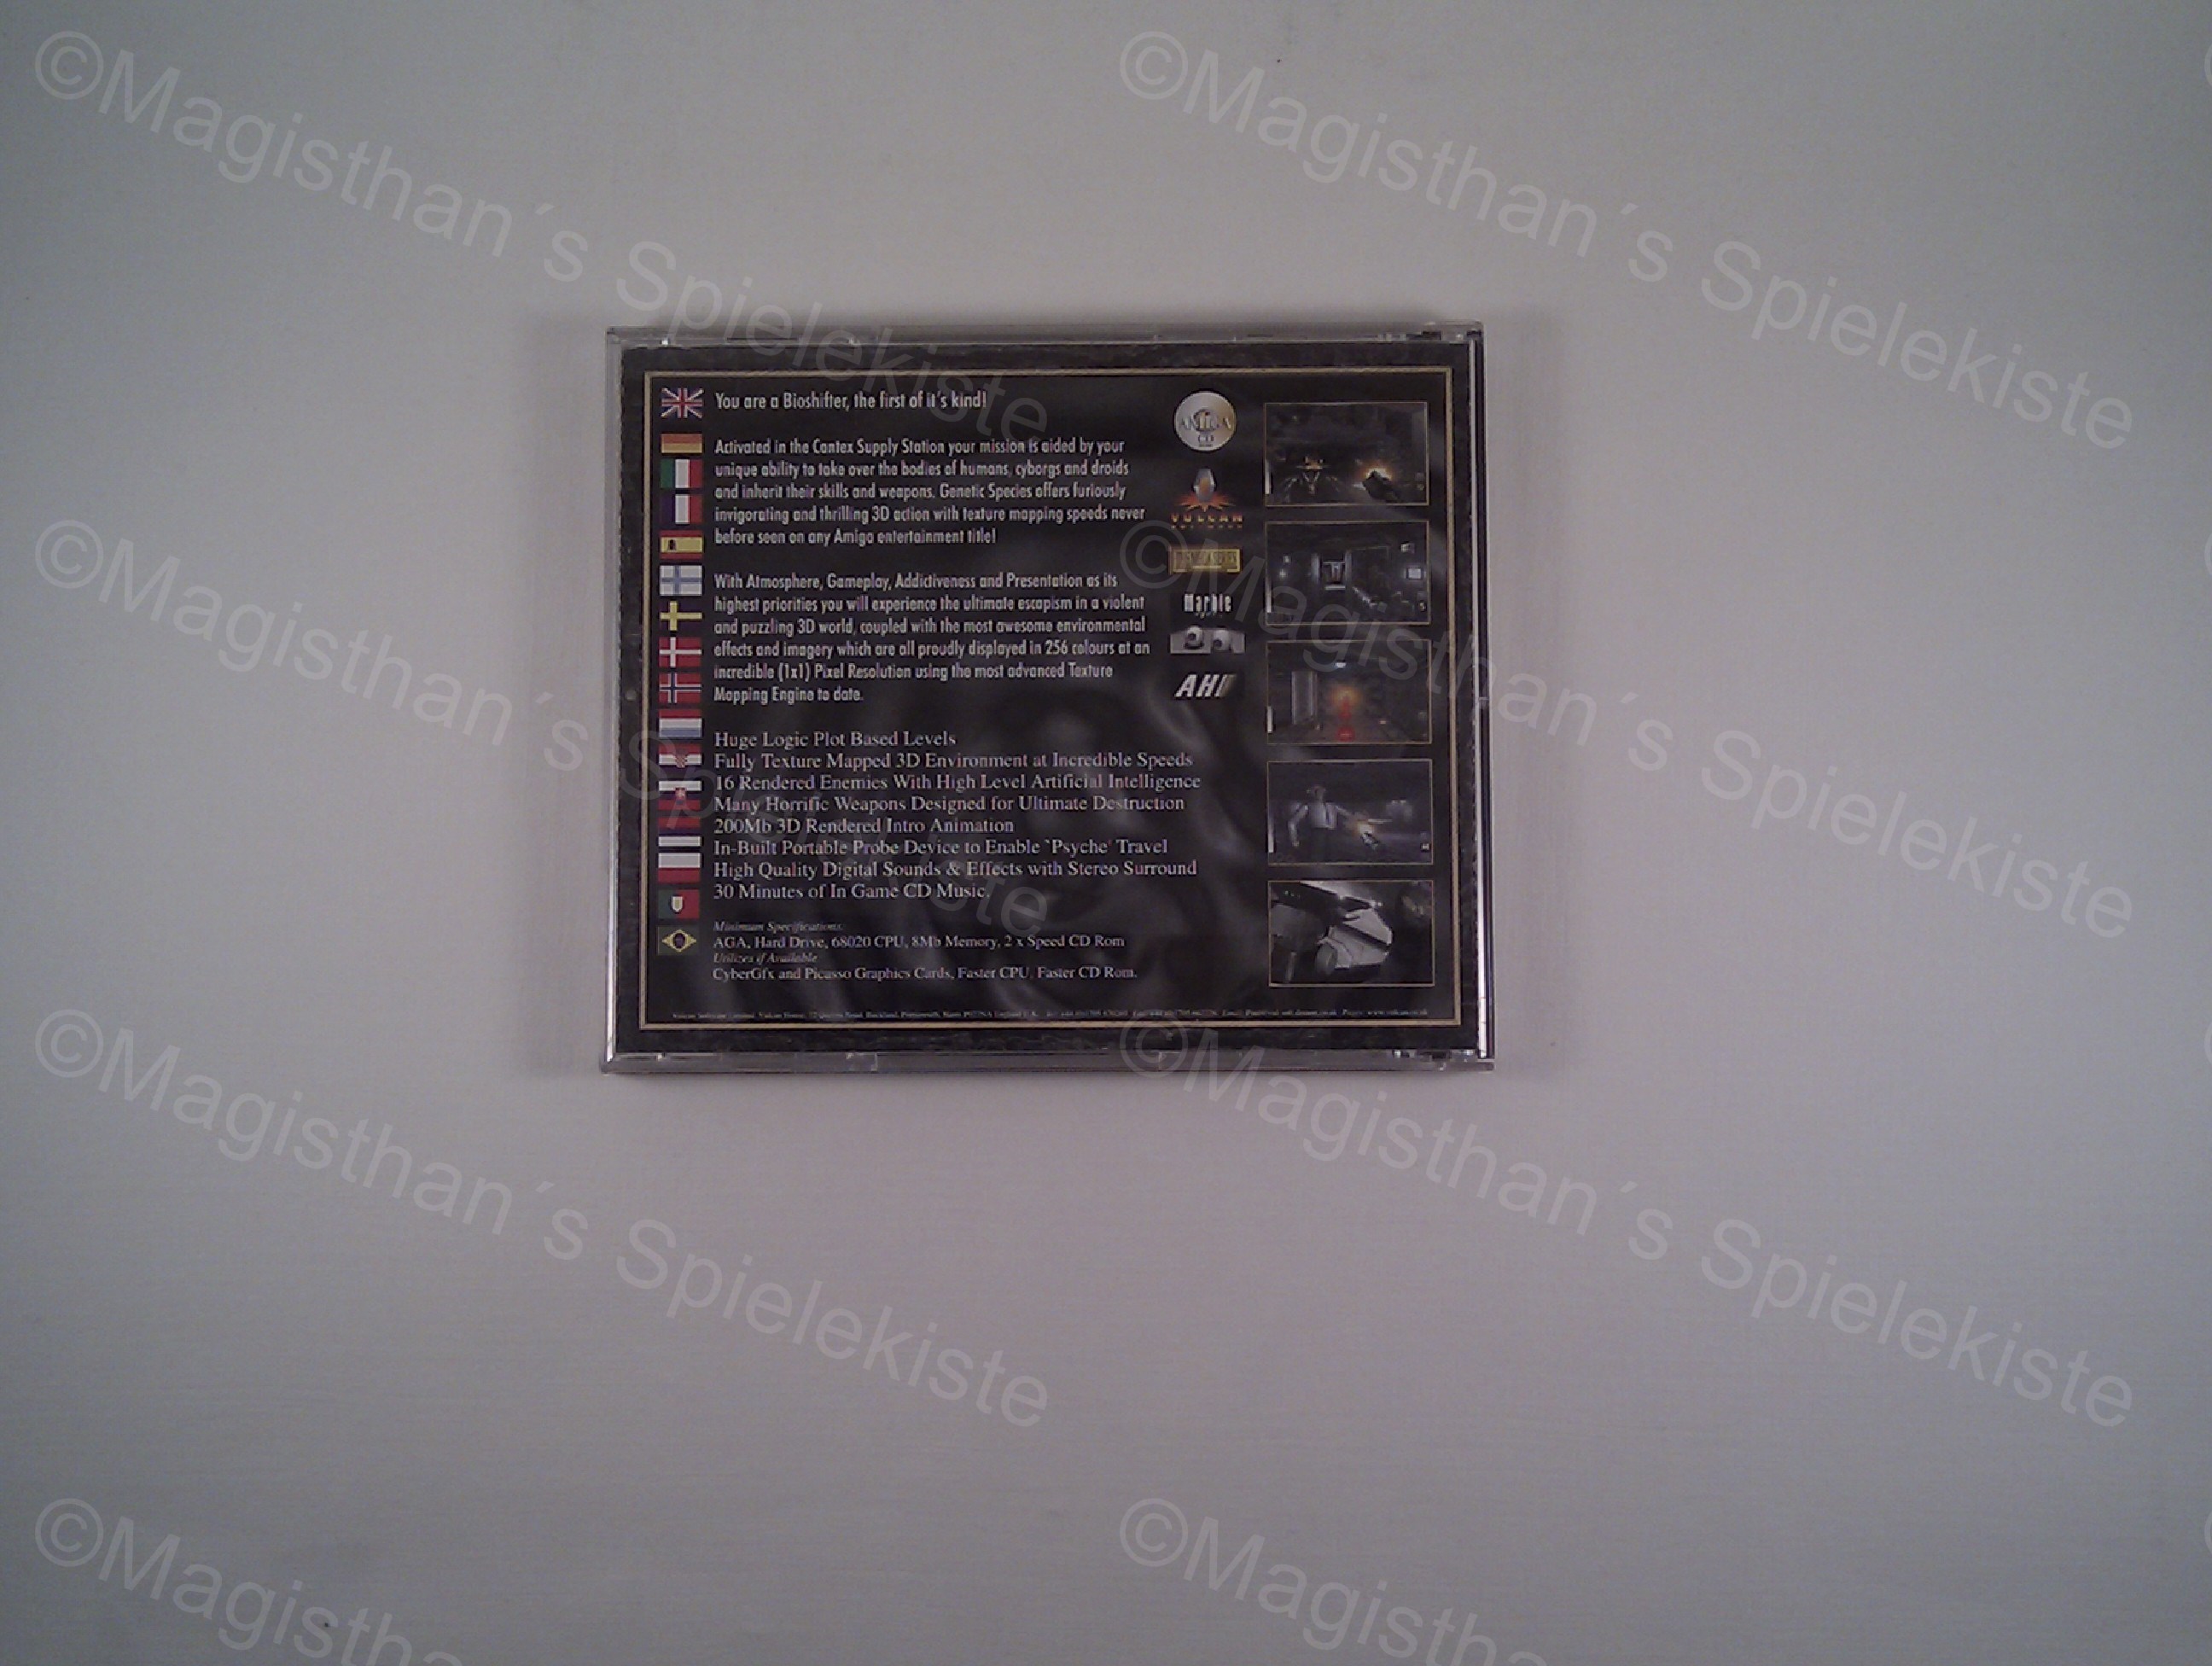 ©Magisthan´s Spielekiste
©Magisthan´s Spielekiste
You are a Bioshifter, the first of it's kind!
Activated in the Cantex Supply Station your mission is aided by your
unique ability to take over the bodies of humans, cyborgs and droids
and inherit their skills and weapons. Genetic Species offers furiously
invigorating and thrilling 3D action with texture mapping speeds never
before seen on any Amiga entertainment title!
With Atmosphere, Gameplay, Addictiveness and Presentation as its
highest priorities you will experience the ultimate escapism in a violent
and puzzling 3D world, coupled with the most awesome environmental
effects and imagery which are all proudly displayed in 256 colours at an
incredible (1x1) Pixel Resolution using the most advanced Texture
Mapping Engine to date.
Huge Logic Plot Based Levels
Fully Texture Mapped 3D Environment at Incredible Speeds
16 Rendered Enemies With High Level Artificial Intelligence
Many Horrific Weapons Designed for Ultimate Destruction
200Mb 3D Rendered Intro Animation
In-Built Portable Probe Device to Enable `Psyche' Travel
High Quality Digital Sounds & Effects with Stereo Surround
30 Minutes of In Game CD Music.
Minimum Specifications:
AGA, Hard Drive, 68020 CPU, 8Mb Memory, 2 x Speed CD Rom
Utilizes if Available
CyberGfx and Picasso Graphics Cards, Faster CPU, Faster CD Rom.
AMIGA
CD
VULCAN
SOFTWARE
Marble
eyes
AHI
©Magisthan´s Spielekiste
©Magisthan´s Spielekiste
©Magisthan´s Spielekiste
©Magisthan´s Spielekiste
©Magistha
©Magisthan